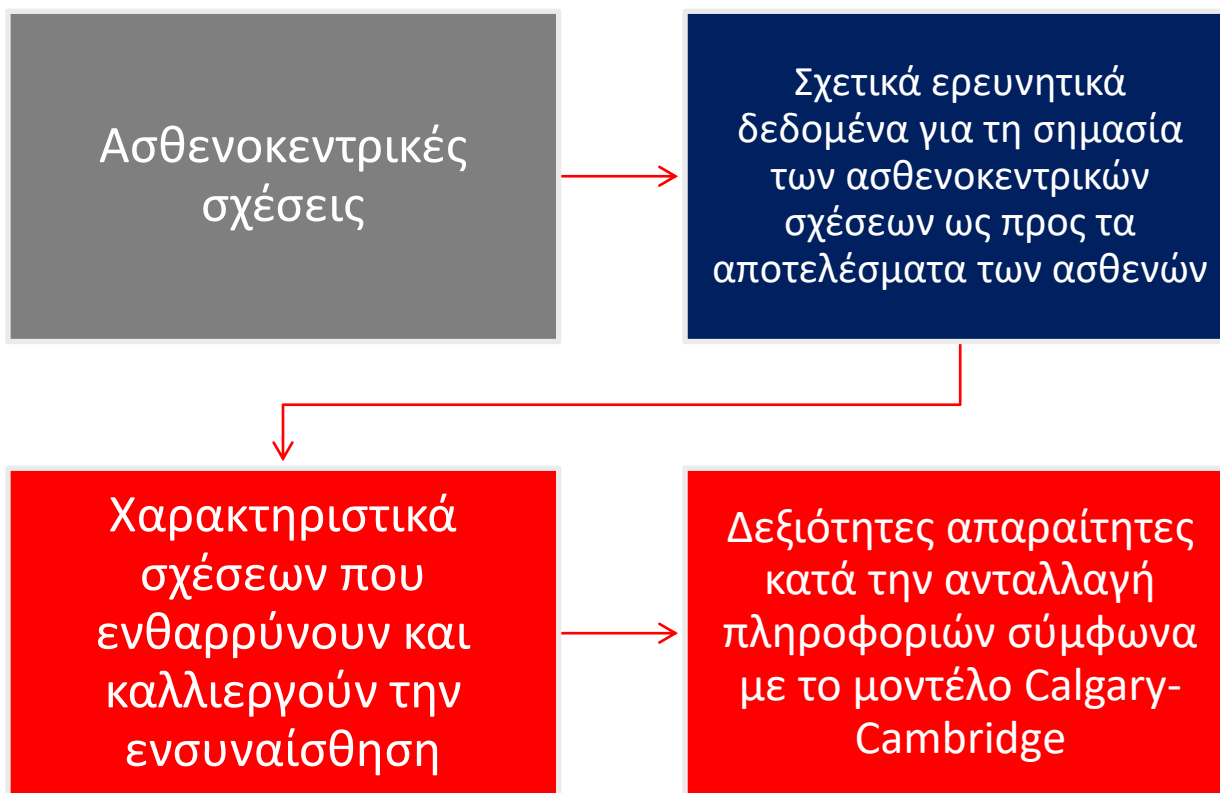 Ασθενοκεντρικές
σχέσεις
Σχετικά ερευνητικά
δεδομένα για τη σημασία
των ασθενοκεντρικών
σχέσεων ως προς τα
αποτελέσματα των ασθενών
Χαρακτηριστικά
σχέσεων που
ενθαρρύνουν και
καλλιεργούν την
ενσυναίσθηση
Δεξιότητες απαραίτητες
κατά την ανταλλαγή
πληροφοριών σύμφωνα
με το μοντέλο Calgary-
Cambridge